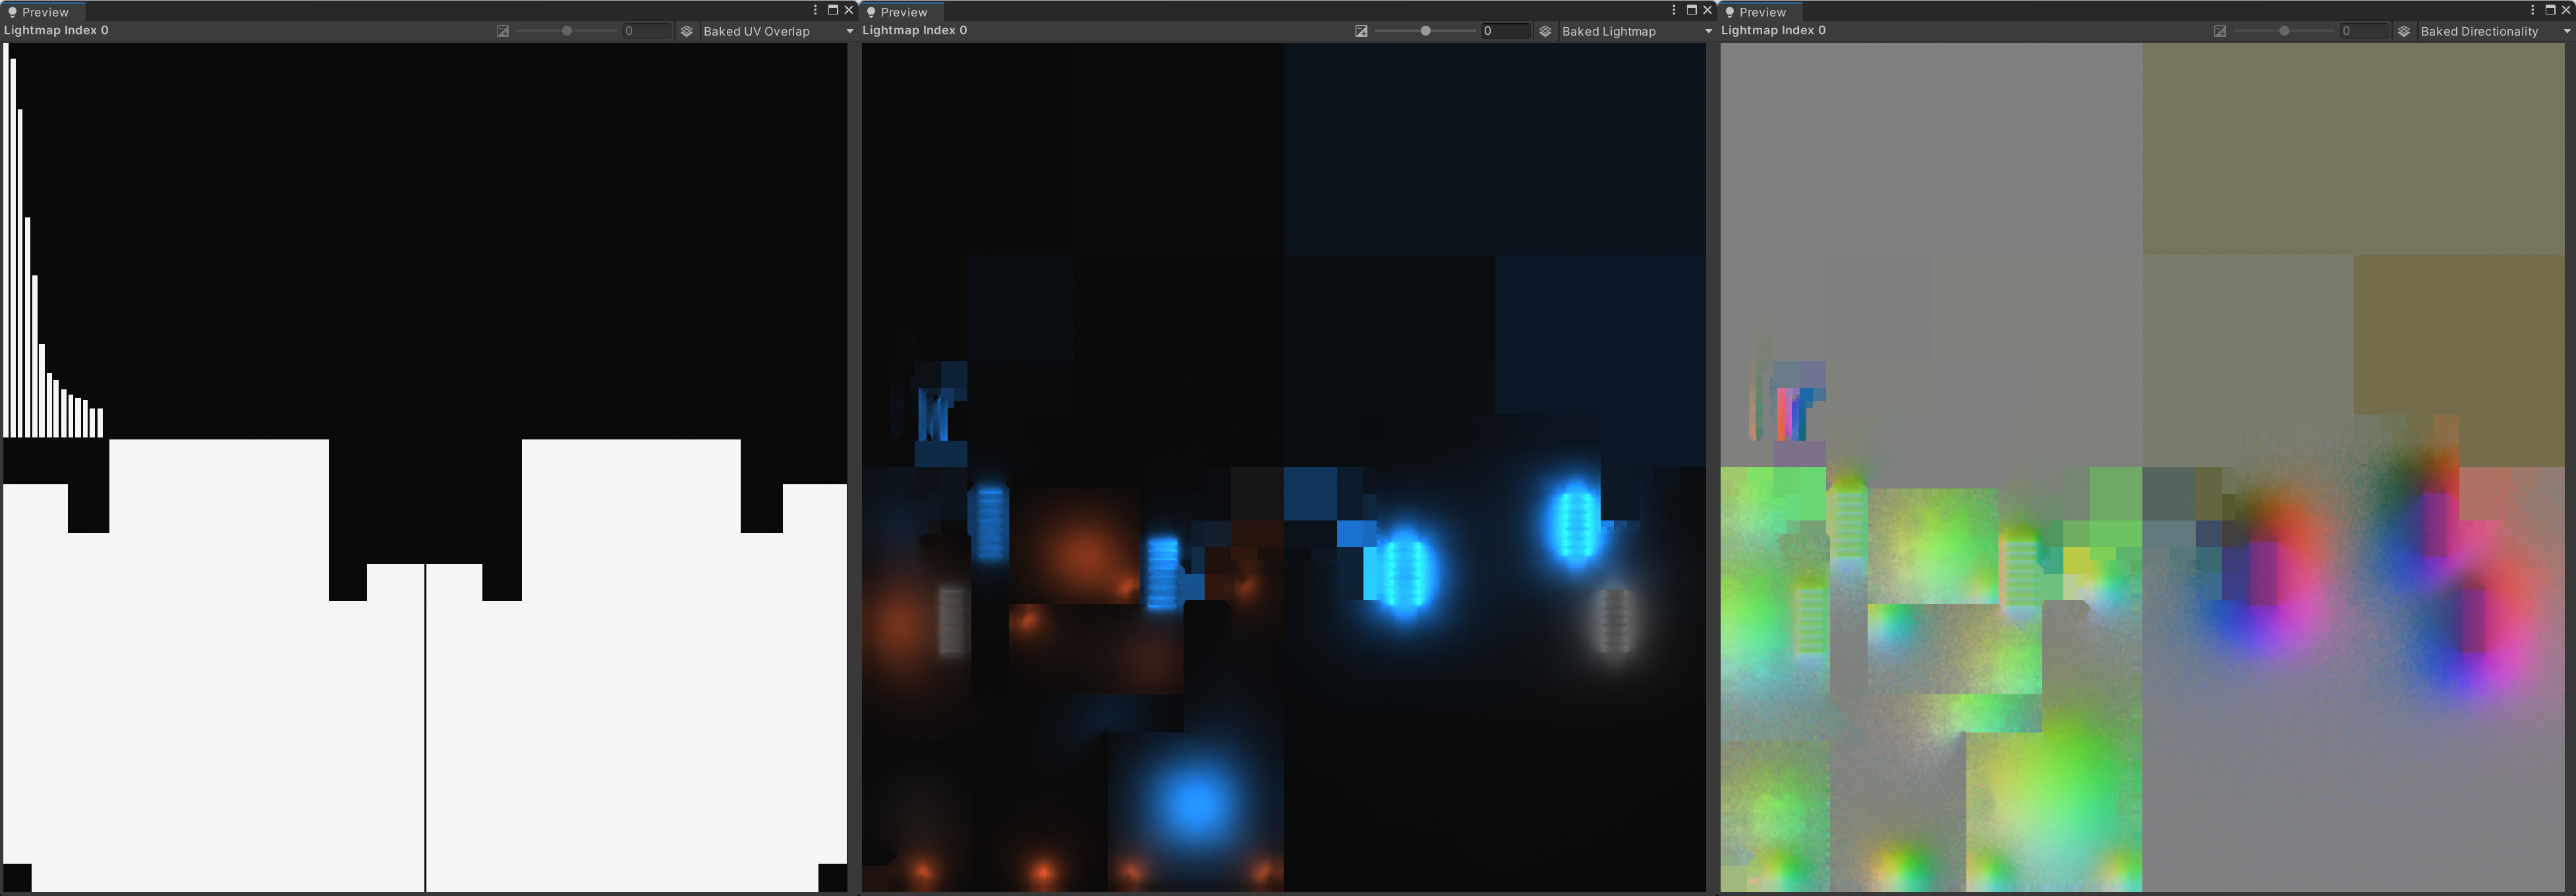 Preview
Lightmap Index 0
0
Baked UV Overlap
Preview
Lightmap Index 0
0
Baked Lightmap
Preview
Lightmap Index 0
0
Baked Directionality